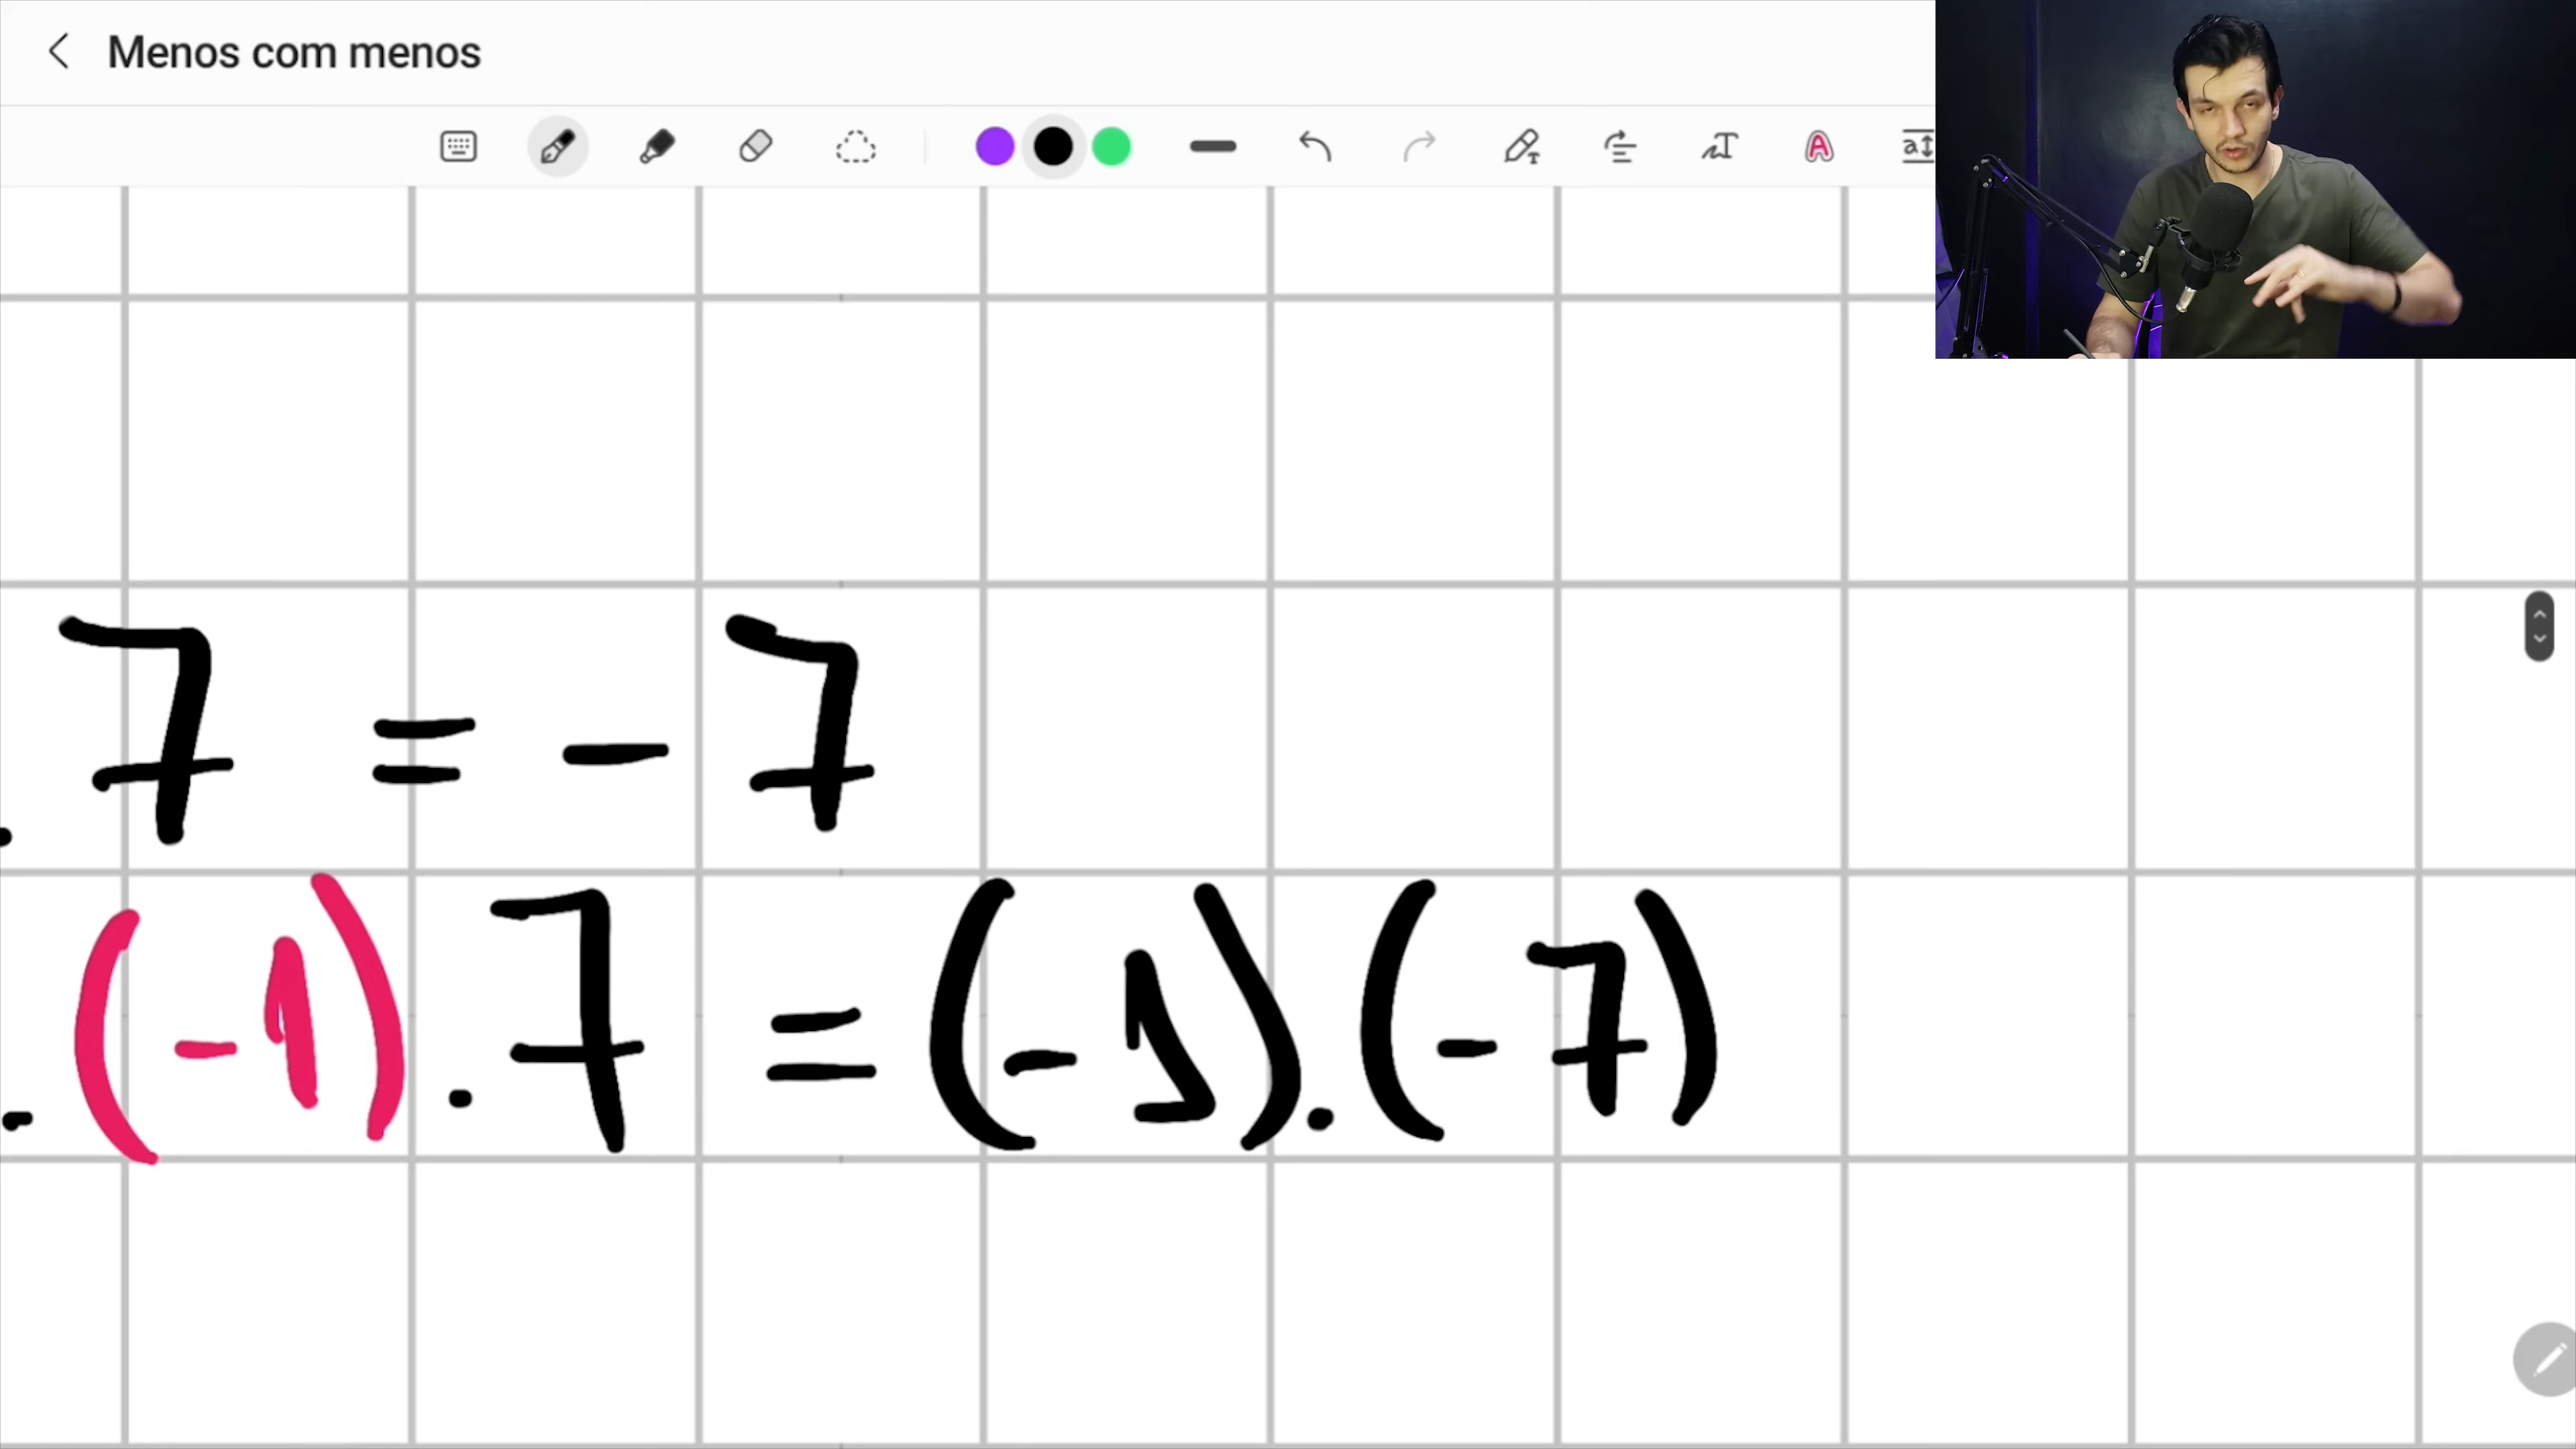 Menos com menos
. 7 = - 7
. (-1) . 7 = (-1) . (-7)